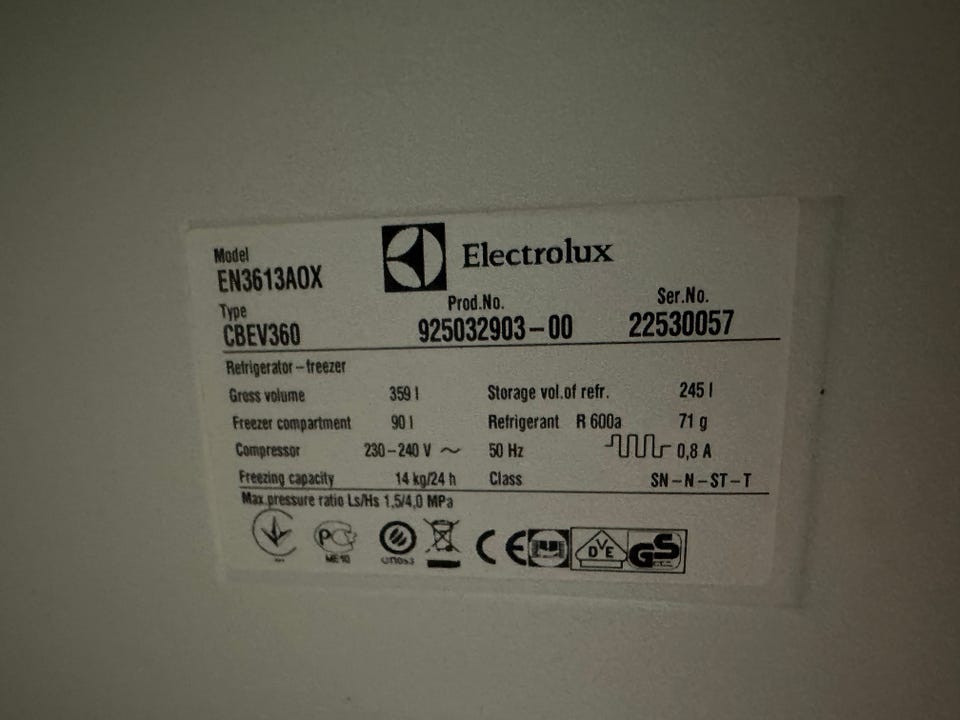 Model
EN3613AOX
Electrolux
Type
CBEV360
Prod.No.
925032903-00
Ser.No.
22530057
Refrigerator-freezer
Gross volume 359 l Storage vol.of refr. 245 l
Freezer compartment 90 l Refrigerant R 600a 71 g
Compressor 230-240 V ~ 50 Hz 0,8 A
Freezing capacity 14 kg/24 h Class SN-N-ST-T
Max.pressure ratio Ls/Hs 1,5/4,0 MPa
CE DVE GS